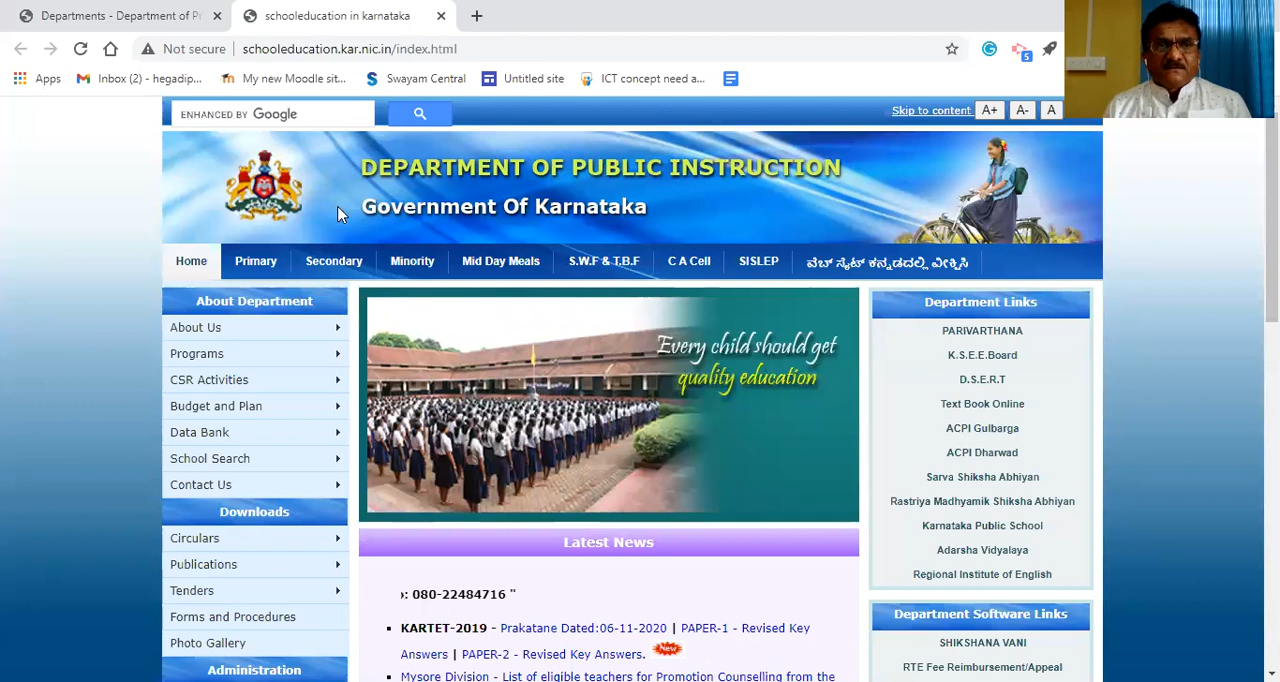 Departments - Department of Pr
schooleducation in karnataka
Not secure | schooleducation.kar.nic.in/index.html
5
Apps
Inbox (2) - hegadip...
My new Moodle sit...
Swayam Central
Untitled site
ICT concept need a...
ENHANCED BY Google
Skip to content A+ A- A
DEPARTMENT OF PUBLIC INSTRUCTION
Government Of Karnataka
Home Primary Secondary Minority Mid Day Meals S.W.F & T.B.F C A Cell SISLEP ವೆಬ್ ಸೈಟ್ ಕನ್ನಡದಲ್ಲಿ ವೀಕ್ಷಿಸಿ
About Department
About Us
Programs
CSR Activities
Budget and Plan
Data Bank
School Search
Contact Us
Downloads
Circulars
Publications
Tenders
Forms and Procedures
Photo Gallery
Administration
Every child should get
quality education
Latest News
: 080-22484716 "
KARTET-2019 - Prakatane Dated:06-11-2020 | PAPER-1 - Revised Key
Answers | PAPER-2 - Revised Key Answers. New
Mysore Division - List of eligible teachers for Promotion Counselling from the
Department Links
PARIVARTHANA
K.S.E.E.Board
D.S.E.R.T
Text Book Online
ACPI Gulbarga
ACPI Dharwad
Sarva Shiksha Abhiyan
Rastriya Madhyamik Shiksha Abhiyan
Karnataka Public School
Adarsha Vidyalaya
Regional Institute of English
Department Software Links
SHIKSHANA VANI
RTE Fee Reimbursement/Appeal